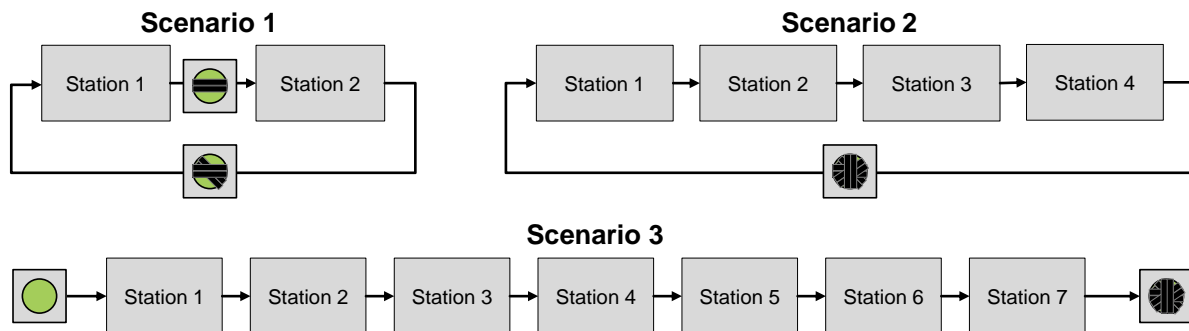 Scenario 1
Station 1
Station 2
Scenario 2
Station 1
Station 2
Station 3
Station 4
Scenario 3
Station 1
Station 2
Station 3
Station 4
Station 5
Station 6
Station 7